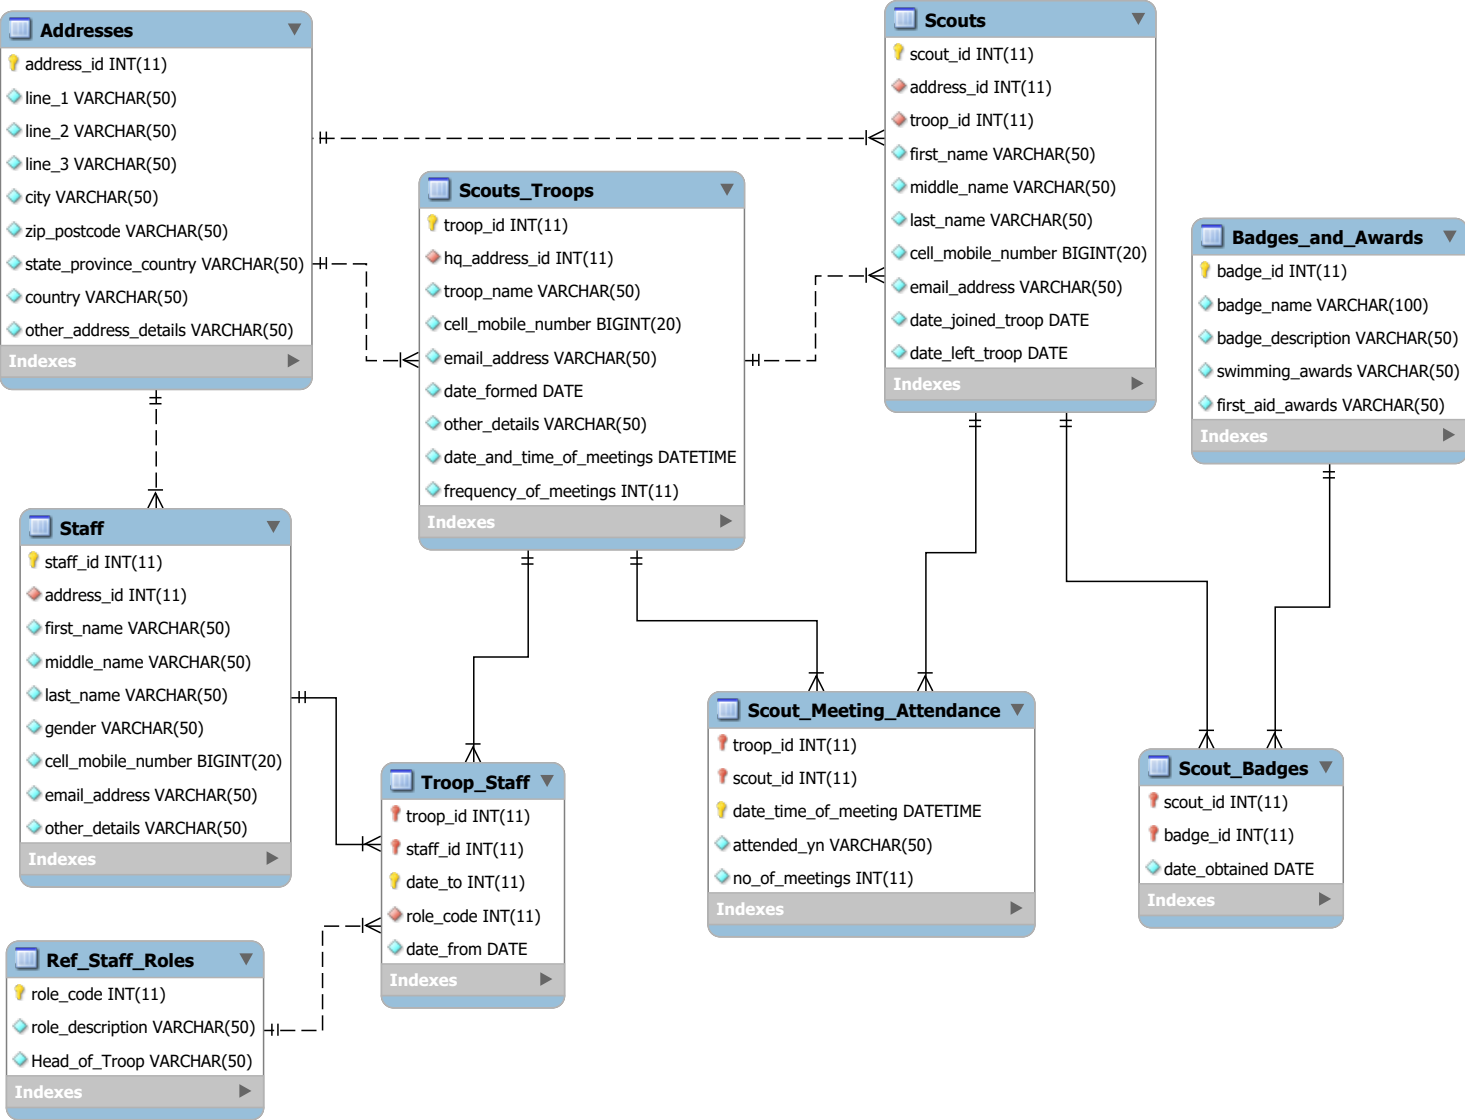 Addresses
address_id INT(11)
line_1 VARCHAR(50)
line_2 VARCHAR(50)
line_3 VARCHAR(50)
city VARCHAR(50)
zip_postcode VARCHAR(50)
state_province_country VARCHAR(50)
country VARCHAR(50)
other_address_details VARCHAR(50)
Indexes
Scouts_Troops
troop_id INT(11)
hq_address_id INT(11)
troop_name VARCHAR(50)
cell_mobile_number BIGINT(20)
email_address VARCHAR(50)
date_formed DATE
other_details VARCHAR(50)
date_and_time_of_meetings DATETIME
frequency_of_meetings INT(11)
Indexes
Scouts
scout_id INT(11)
address_id INT(11)
troop_id INT(11)
first_name VARCHAR(50)
middle_name VARCHAR(50)
last_name VARCHAR(50)
cell_mobile_number BIGINT(20)
email_address VARCHAR(50)
date_joined_troop DATE
date_left_troop DATE
Indexes
Badges_and_Awards
badge_id INT(11)
badge_name VARCHAR(100)
badge_description VARCHAR(50)
swimming_awards VARCHAR(50)
first_aid_awards VARCHAR(50)
Indexes
Staff
staff_id INT(11)
address_id INT(11)
first_name VARCHAR(50)
middle_name VARCHAR(50)
last_name VARCHAR(50)
gender VARCHAR(50)
cell_mobile_number BIGINT(20)
email_address VARCHAR(50)
other_details VARCHAR(50)
Indexes
Troop_Staff
troop_id INT(11)
staff_id INT(11)
date_to INT(11)
role_code INT(11)
date_from DATE
Indexes
Scout_Meeting_Attendance
troop_id INT(11)
scout_id INT(11)
date_time_of_meeting DATETIME
attended_yn VARCHAR(50)
no_of_meetings INT(11)
Indexes
Scout_Badges
scout_id INT(11)
badge_id INT(11)
date_obtained DATE
Indexes
Ref_Staff_Roles
role_code INT(11)
role_description VARCHAR(50)
Head_of_Troop VARCHAR(50)
Indexes